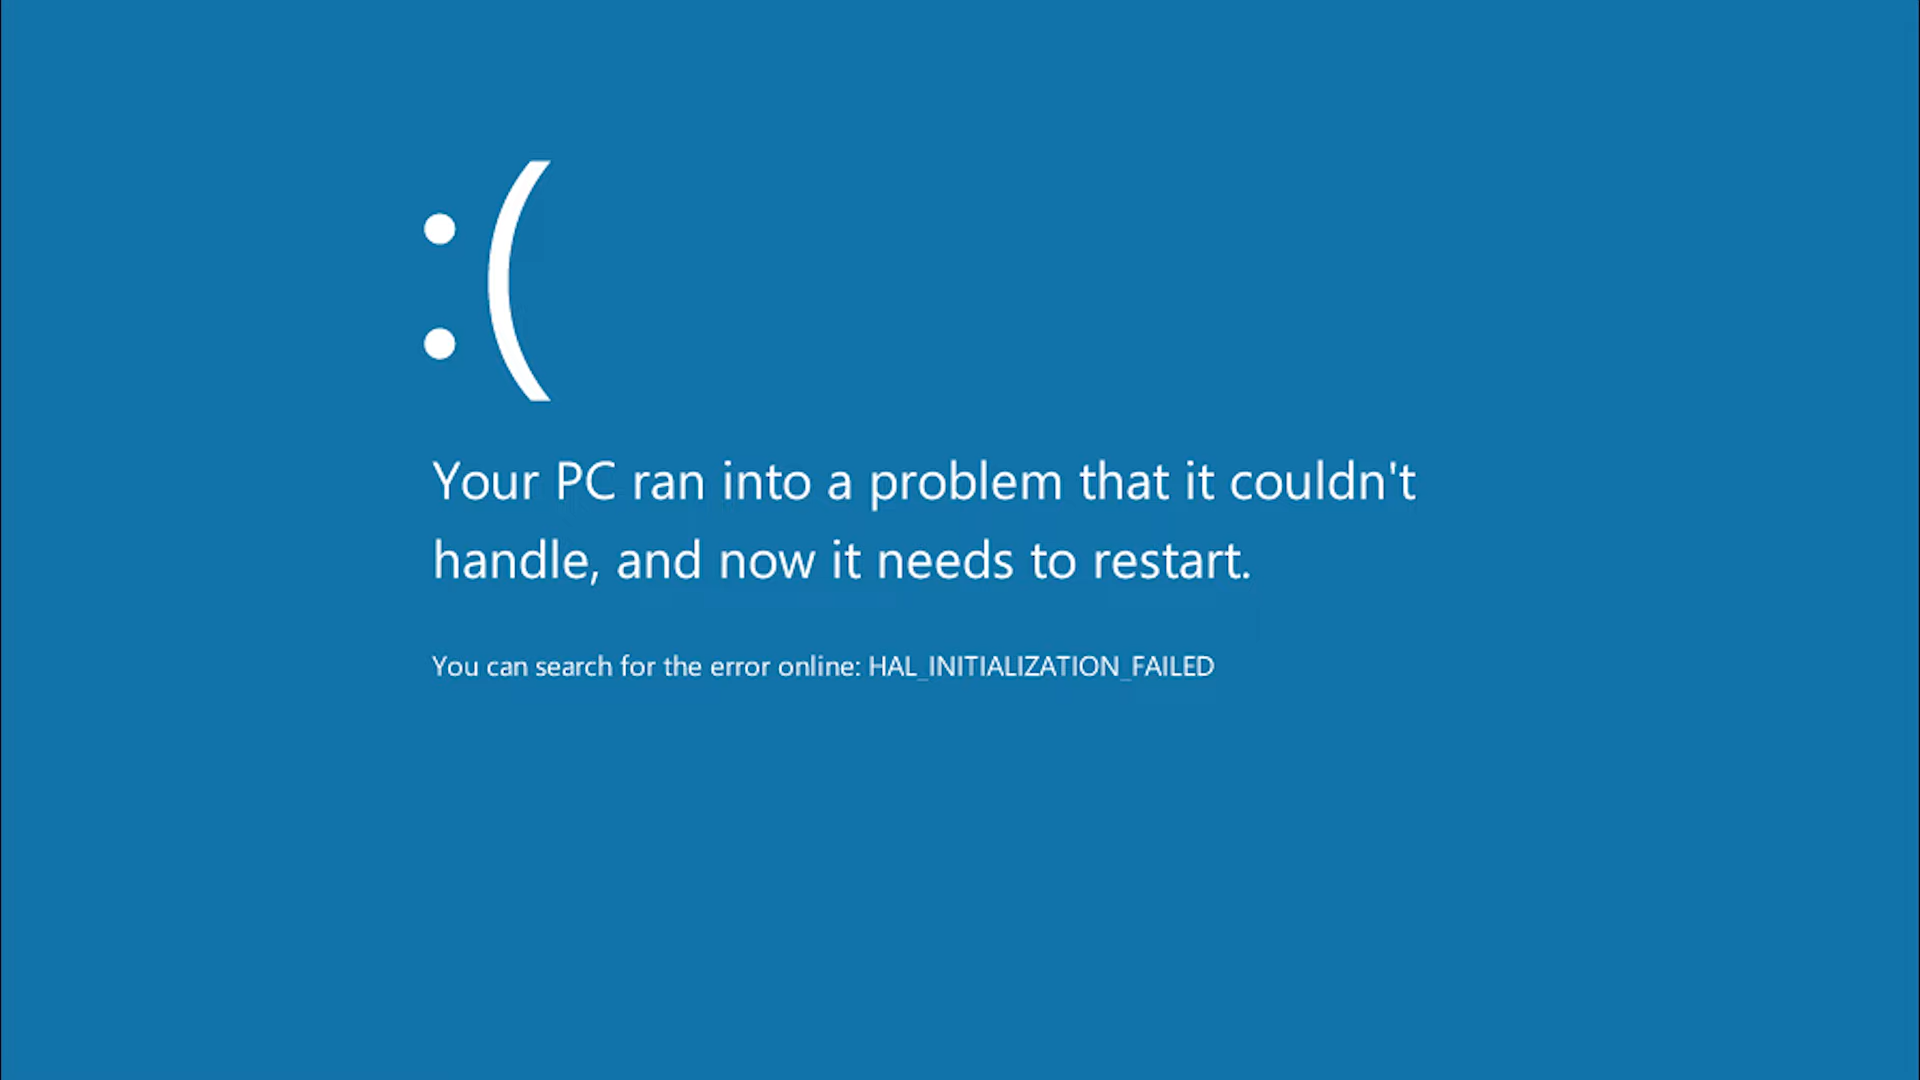 :(
Your PC ran into a problem that it couldn't
handle, and now it needs to restart.
You can search for the error online: HAL_INITIALIZATION_FAILED